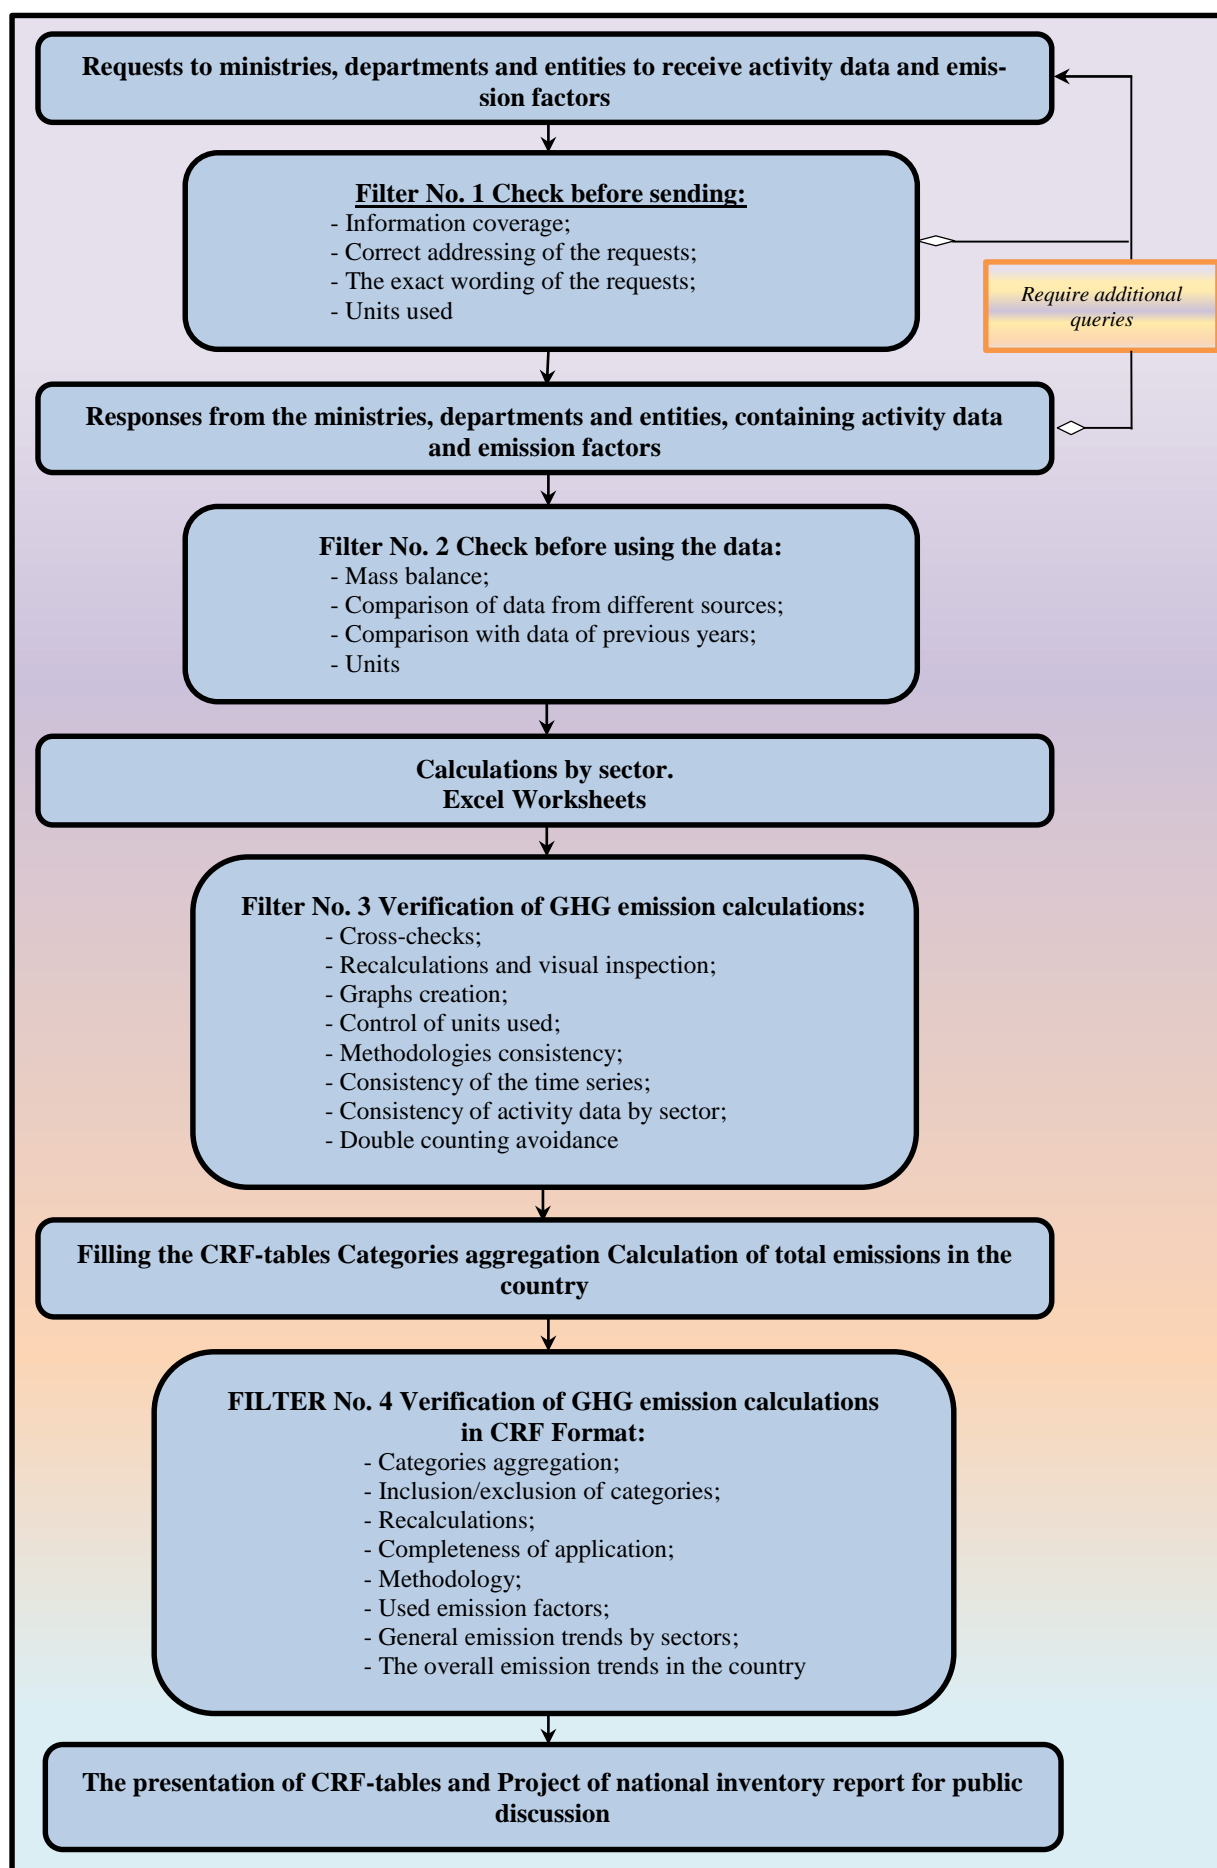 Requests to ministries, departments and entities to receive activity data and emis-
sion factors
Filter No. 1 Check before sending:
- Information coverage;
- Correct addressing of the requests;
- The exact wording of the requests;
- Units used
Require additional
queries
Responses from the ministries, departments and entities, containing activity data
and emission factors
Filter No. 2 Check before using the data:
- Mass balance;
- Comparison of data from different sources;
- Comparison with data of previous years;
- Units
Calculations by sector.
Excel Worksheets
Filter No. 3 Verification of GHG emission calculations:
- Cross-checks;
- Recalculations and visual inspection;
- Graphs creation;
- Control of units used;
- Methodologies consistency;
- Consistency of the time series;
- Consistency of activity data by sector;
- Double counting avoidance
Filling the CRF-tables Categories aggregation Calculation of total emissions in the
country
FILTER No. 4 Verification of GHG emission calculations
in CRF Format:
- Categories aggregation;
- Inclusion/exclusion of categories;
- Recalculations;
- Completeness of application;
- Methodology;
- Used emission factors;
- General emission trends by sectors;
- The overall emission trends in the country
The presentation of CRF-tables and Project of national inventory report for public
discussion